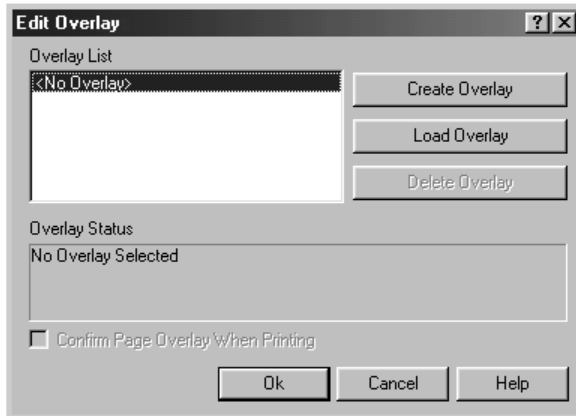 Edit Overlay
Overlay List
<No Overlay>
Create Overlay
Load Overlay
Delete Overlay
Overlay Status
No Overlay Selected
Confirm Page Overlay When Printing
Ok Cancel Help